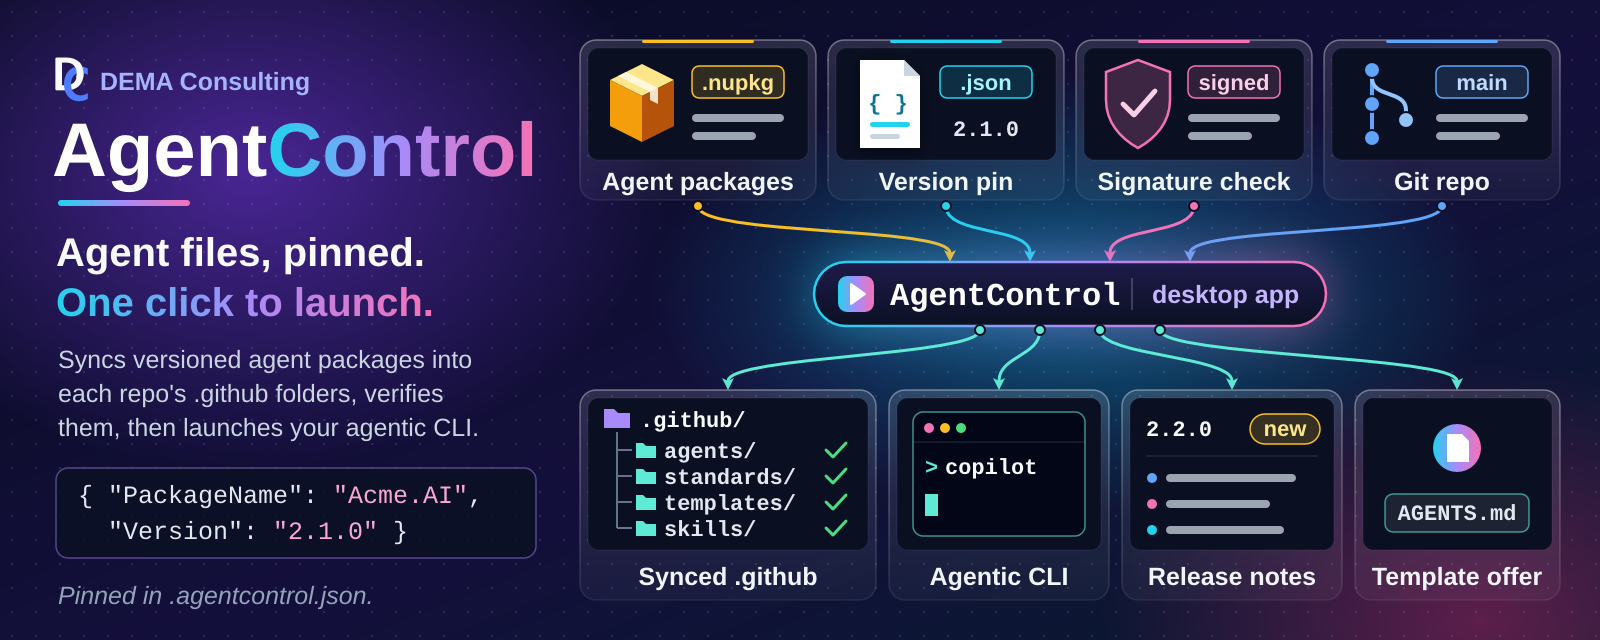 DC DEMA Consulting
AgentControl
Agent files, pinned.
One click to launch.
Syncs versioned agent packages into
each repo's .github folders, verifies
them, then launches your agentic CLI.
{ "PackageName": "Acme.AI",
"Version": "2.1.0" }
Pinned in .agentcontrol.json.
.nupkg
Agent packages
{ }
.json
2.1.0
Version pin
signed
Signature check
main
Git repo
AgentControl | desktop app
.github/
agents/
standards/
templates/
skills/
Synced .github
> copilot
Agentic CLI
2.2.0 new
Release notes
AGENTS.md
Template offer